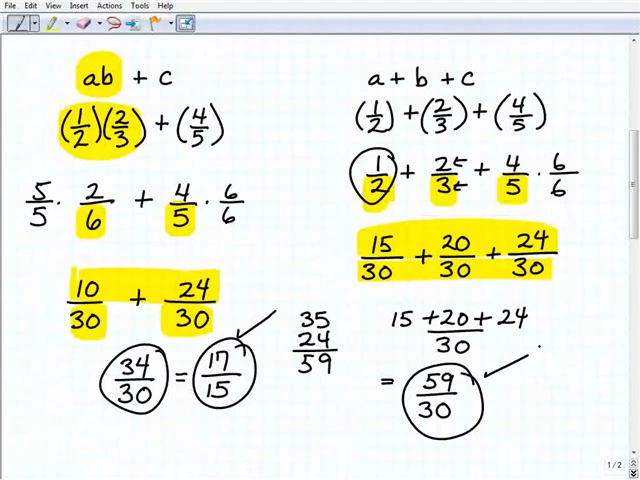 File Edit View Insert Actions Tools Help
ab + c
(1/2)(2/3) + (4/5)
5/5 · 2/6 + 4/5 · 6/6
10/30 + 24/30
34/30 = 17/15
35
24
59
a + b + c
(1/2) + (2/3) + (4/5)
1/2 + 2/3 + 4/5 · 6/6
15/30 + 20/30 + 24/30
15 + 20 + 24
30
= 59/30
1/2